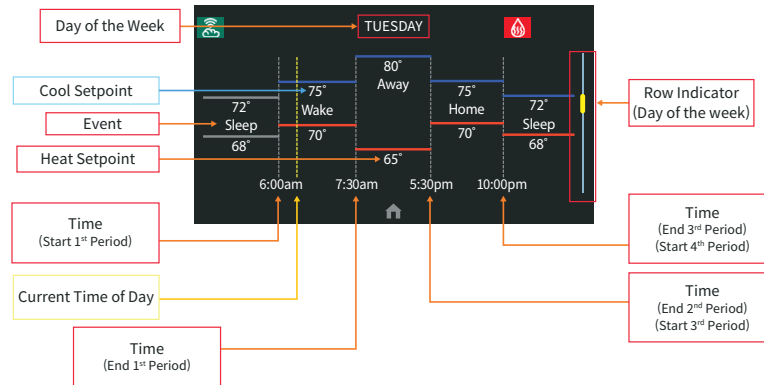 Day of the Week
TUESDAY
Cool Setpoint
Event
Heat Setpoint
72°
Sleep
68°
75°
Wake
70°
80°
Away
65°
75°
Home
70°
72°
Sleep
68°
Row Indicator
(Day of the week)
6:00am
7:30am
5:30pm
10:00pm
Time
(Start 1st Period)
Current Time of Day
Time
(End 1st Period)
Time
(End 3rd Period)
(Start 4th Period)
Time
(End 2nd Period)
(Start 3rd Period)